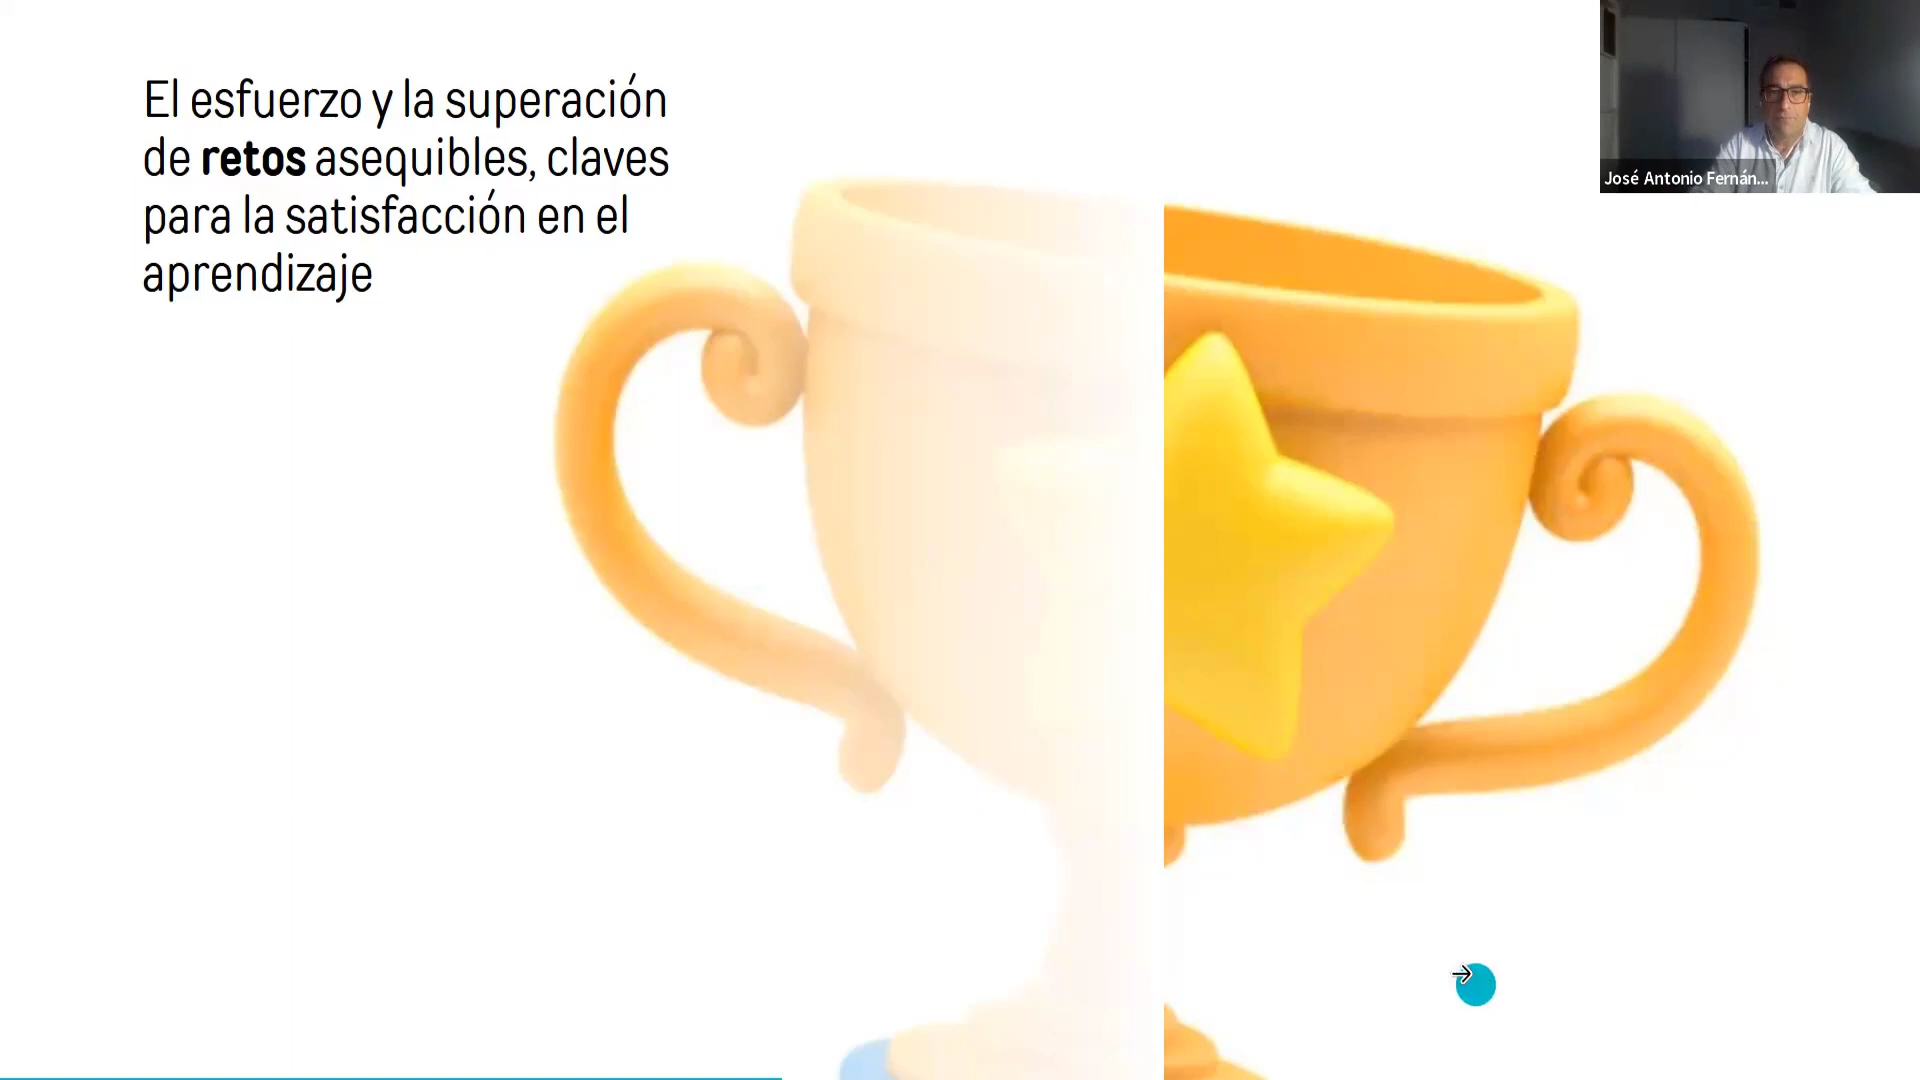 El esfuerzo y la superación
de retos asequibles, claves
para la satisfacción en el
aprendizaje
José Antonio Fernán...